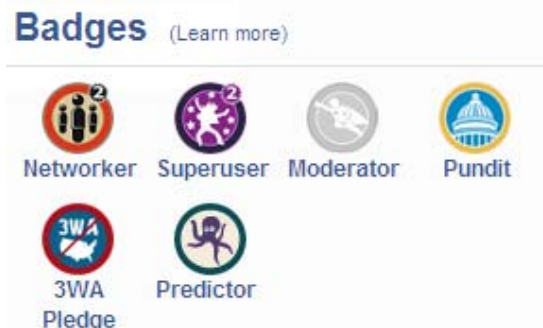 Badges (Learn more)
2 2
Networker Superuser Moderator Pundit
3WA
3WA Predictor
Pledge